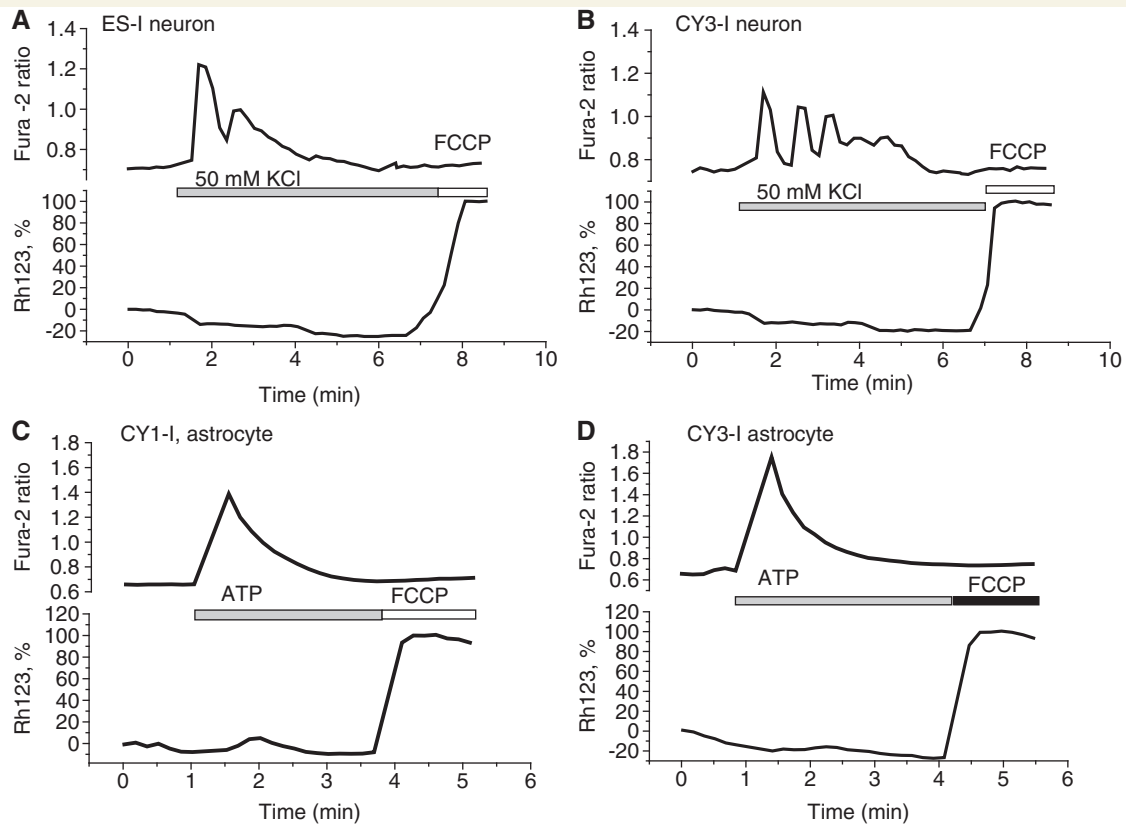 A
ES-I neuron
Fura -2 ratio
1.4
1.2
1.0
0.8
FCCP
50 mM KCl
Rh123, %
100
80
60
40
20
0
-20
0 2 4 6 8 10
Time (min)
B
CY3-I neuron
Fura-2 ratio
1.4
1.2
1.0
0.8
FCCP
50 mM KCl
Rh123, %
100
80
60
40
20
0
-20
0 2 4 6 8 10
Time (min)
C
CY1-I, astrocyte
Fura-2 ratio
1.8
1.6
1.4
1.2
1.0
0.8
0.6
ATP
FCCP
Rh123, %
120
100
80
60
40
20
0
0 1 2 3 4 5 6
Time (min)
D
CY3-I astrocyte
Fura-2 ratio
1.8
1.6
1.4
1.2
1.0
0.8
0.6
ATP
FCCP
Rh123, %
120
100
80
60
40
20
0
-20
0 1 2 3 4 5 6
Time (min)